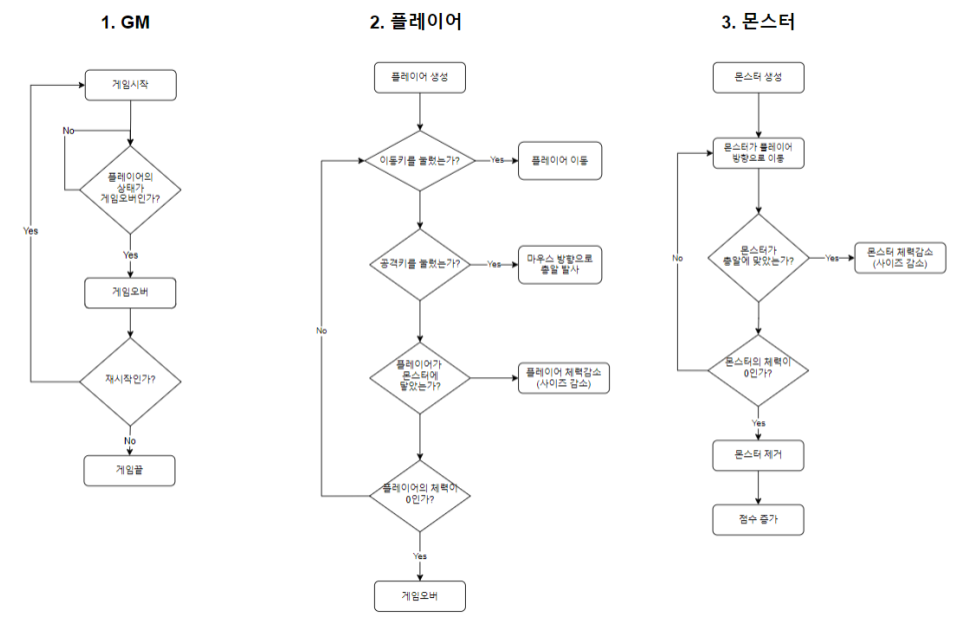 1. GM
게임시작
No
플레이어의
상태가
게임오버인가?
Yes
Yes
게임오버
재시작인가?
No
게임끝
2. 플레이어
플레이어 생성
이동키를 눌렀는가?
Yes
플레이어 이동
공격키를 눌렀는가?
Yes
마우스 방향으로
총알 발사
No
플레이어가
몬스터에
닿았는가?
플레이어 체력감소
(사이즈 감소)
플레이어의 체력이
0인가?
Yes
게임오버
3. 몬스터
몬스터 생성
몬스터가 플레이어
방향으로 이동
No
몬스터가
총알에 맞았는가?
Yes
몬스터 체력감소
(사이즈 감소)
몬스터의 체력이
0인가?
Yes
몬스터 제거
점수 증가